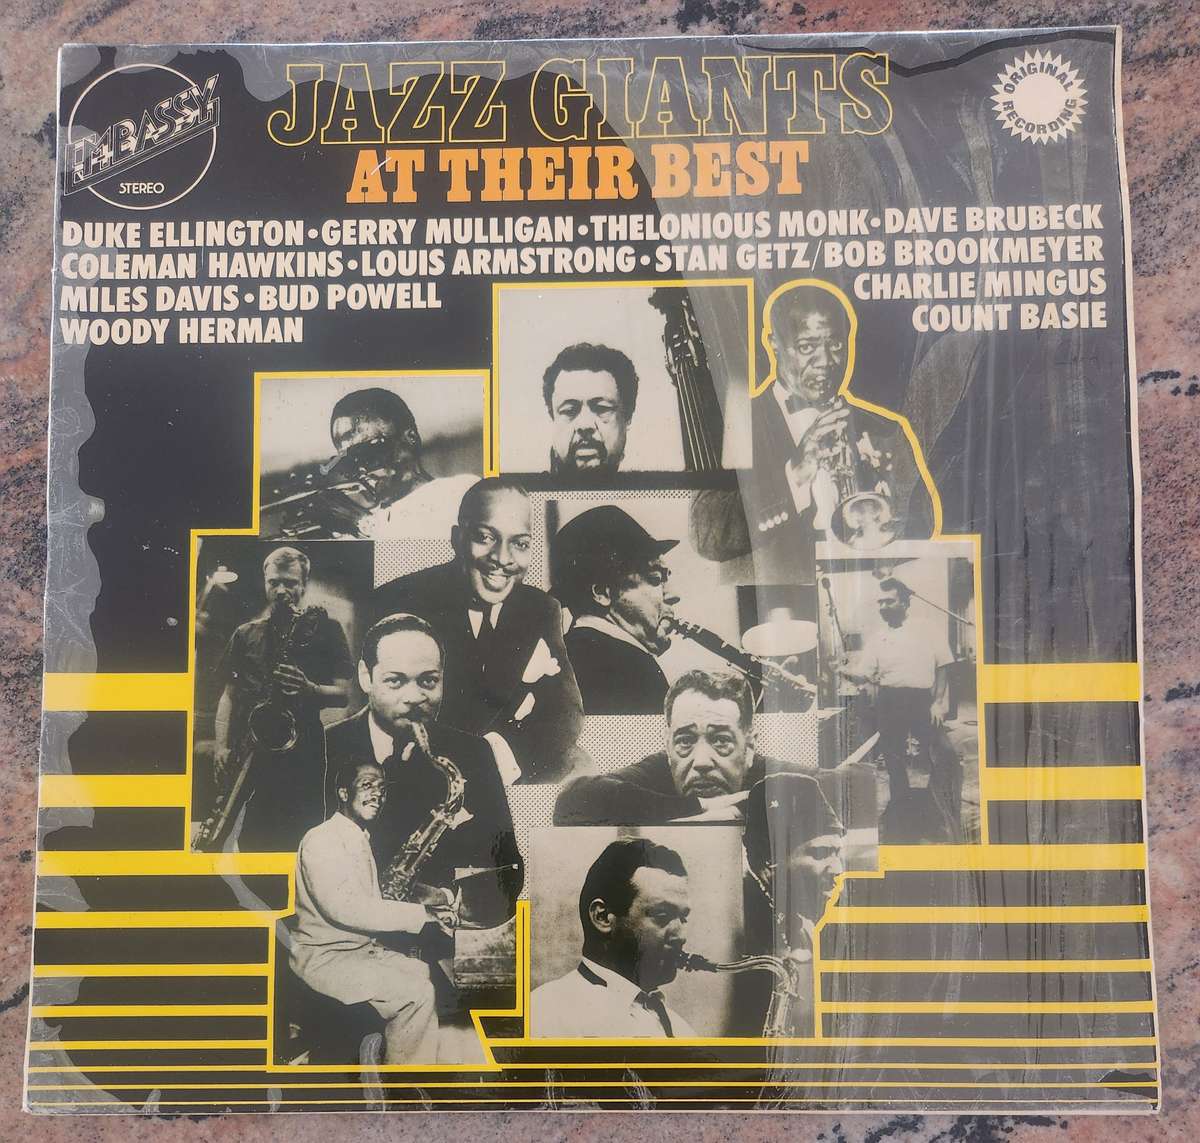 EMBASSY
STEREO
JAZZ GIANTS
AT THEIR BEST
ORIGINAL
RECORDING
DUKE ELLINGTON•GERRY MULLIGAN•THELONIOUS MONK•DAVE BRUBECK
COLEMAN HAWKINS•LOUIS ARMSTRONG•STAN GETZ/BOB BROOKMEYER
MILES DAVIS•BUD POWELL
CHARLIE MINGUS
WOODY HERMAN
COUNT BASIE